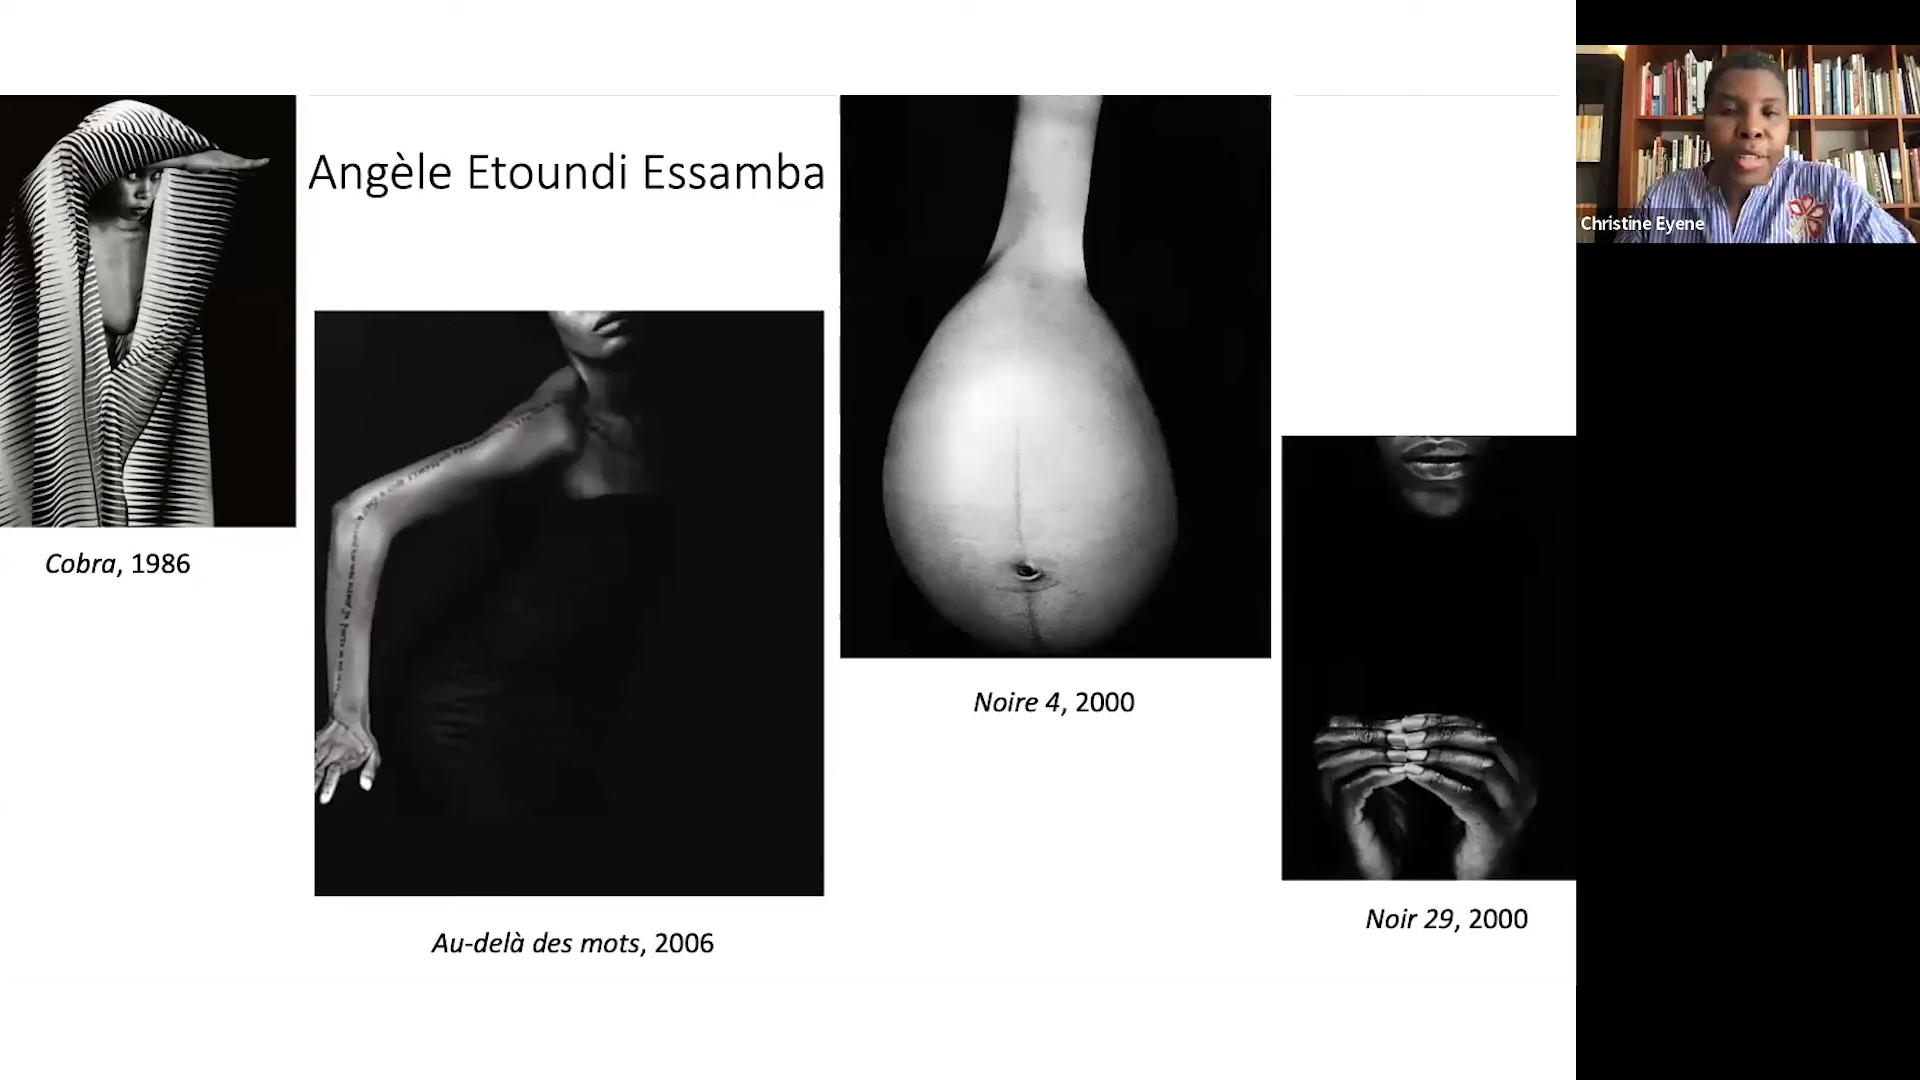 Angèle Etoundi Essamba
Christine Eyene
Cobra, 1986
Noire 4, 2000
Noir 29, 2000
Au-delà des mots, 2006